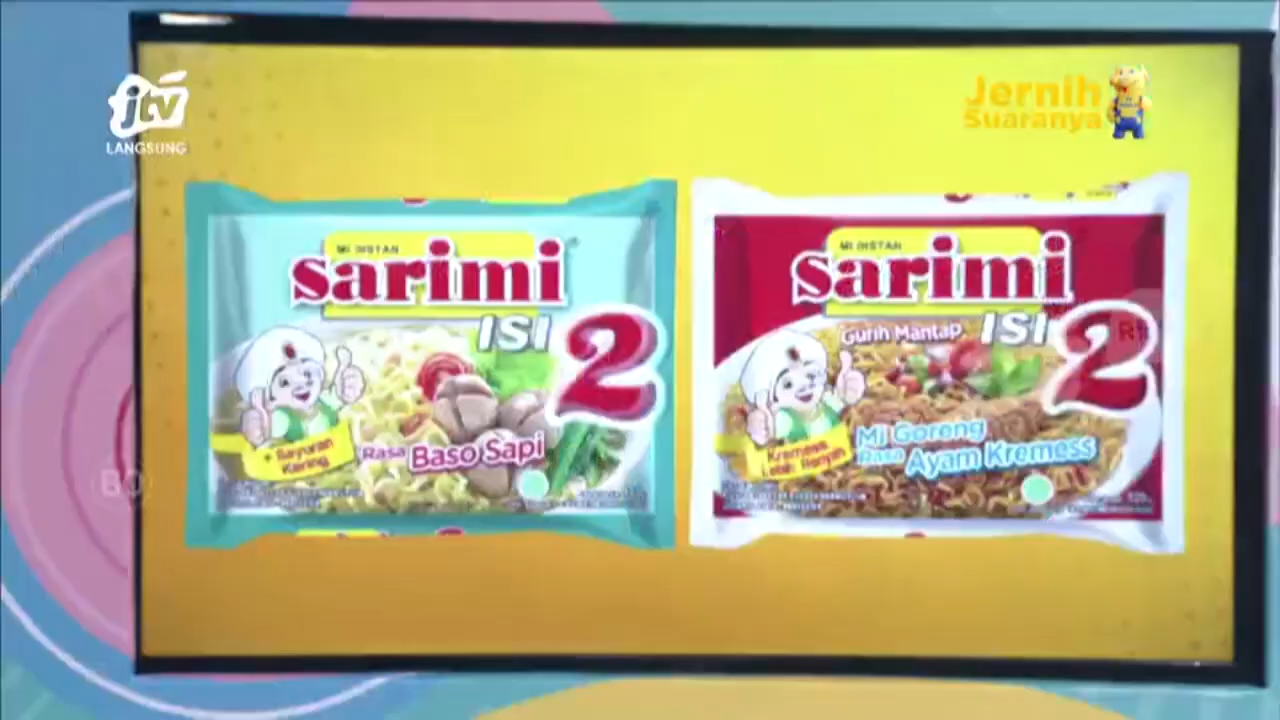 jtv
LANGSUNG
Jernih
Suaranya
MI INSTAN
sarimi
ISI 2
+ Sayuran
Kering
Rasa Baso Sapi
MI INSTAN
sarimi
Gurih Mantap
ISI 2
Kremess
Lebih Renyah
Mi Goreng
Rasa Ayam Kremess